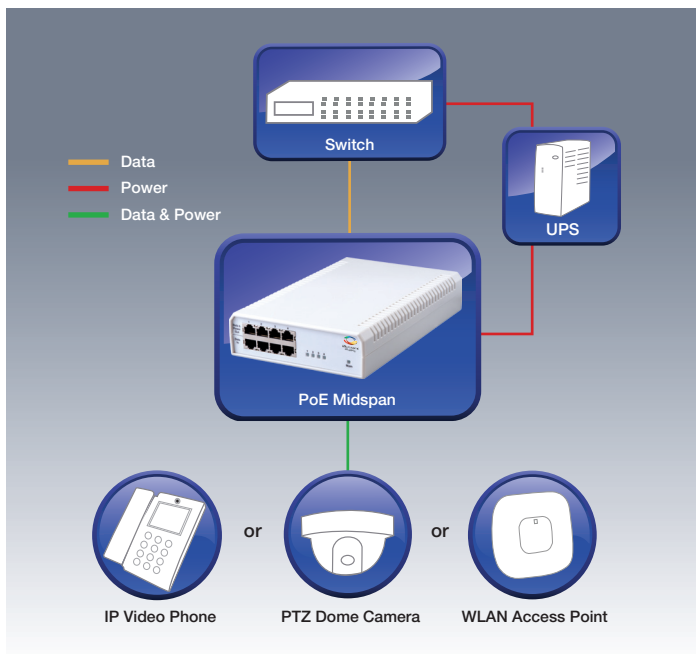 Switch
Data
Power
Data & Power
UPS
PoE Midspan
or
or
IP Video Phone
PTZ Dome Camera
WLAN Access Point